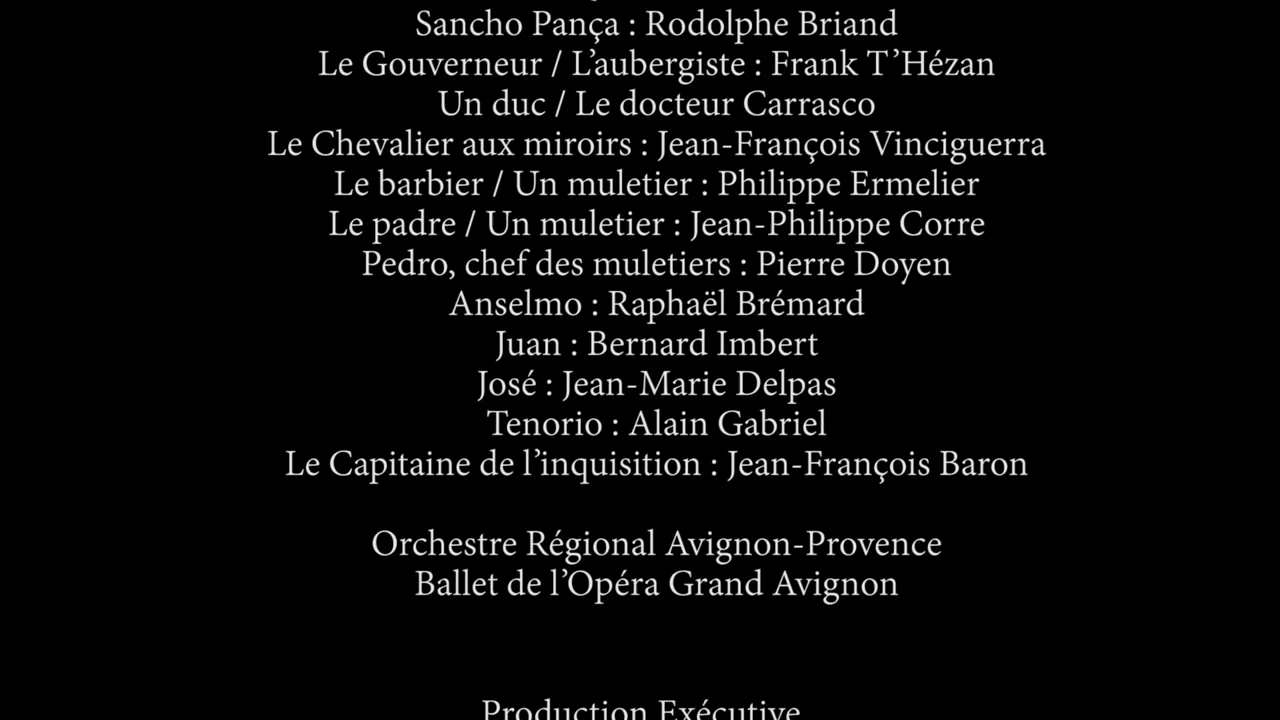 Sancho Pança : Rodolphe Briand
Le Gouverneur / L’aubergiste : Frank T’Hézan
Un duc / Le docteur Carrasco
Le Chevalier aux miroirs : Jean-François Vinciguerra
Le barbier / Un muletier : Philippe Ermelier
Le padre / Un muletier : Jean-Philippe Corre
Pedro, chef des muletiers : Pierre Doyen
Anselmo : Raphaël Brémard
Juan : Bernard Imbert
José : Jean-Marie Delpas
Tenorio : Alain Gabriel
Le Capitaine de l’inquisition : Jean-François Baron
Orchestre Régional Avignon-Provence
Ballet de l’Opéra Grand Avignon
Production Exécutive